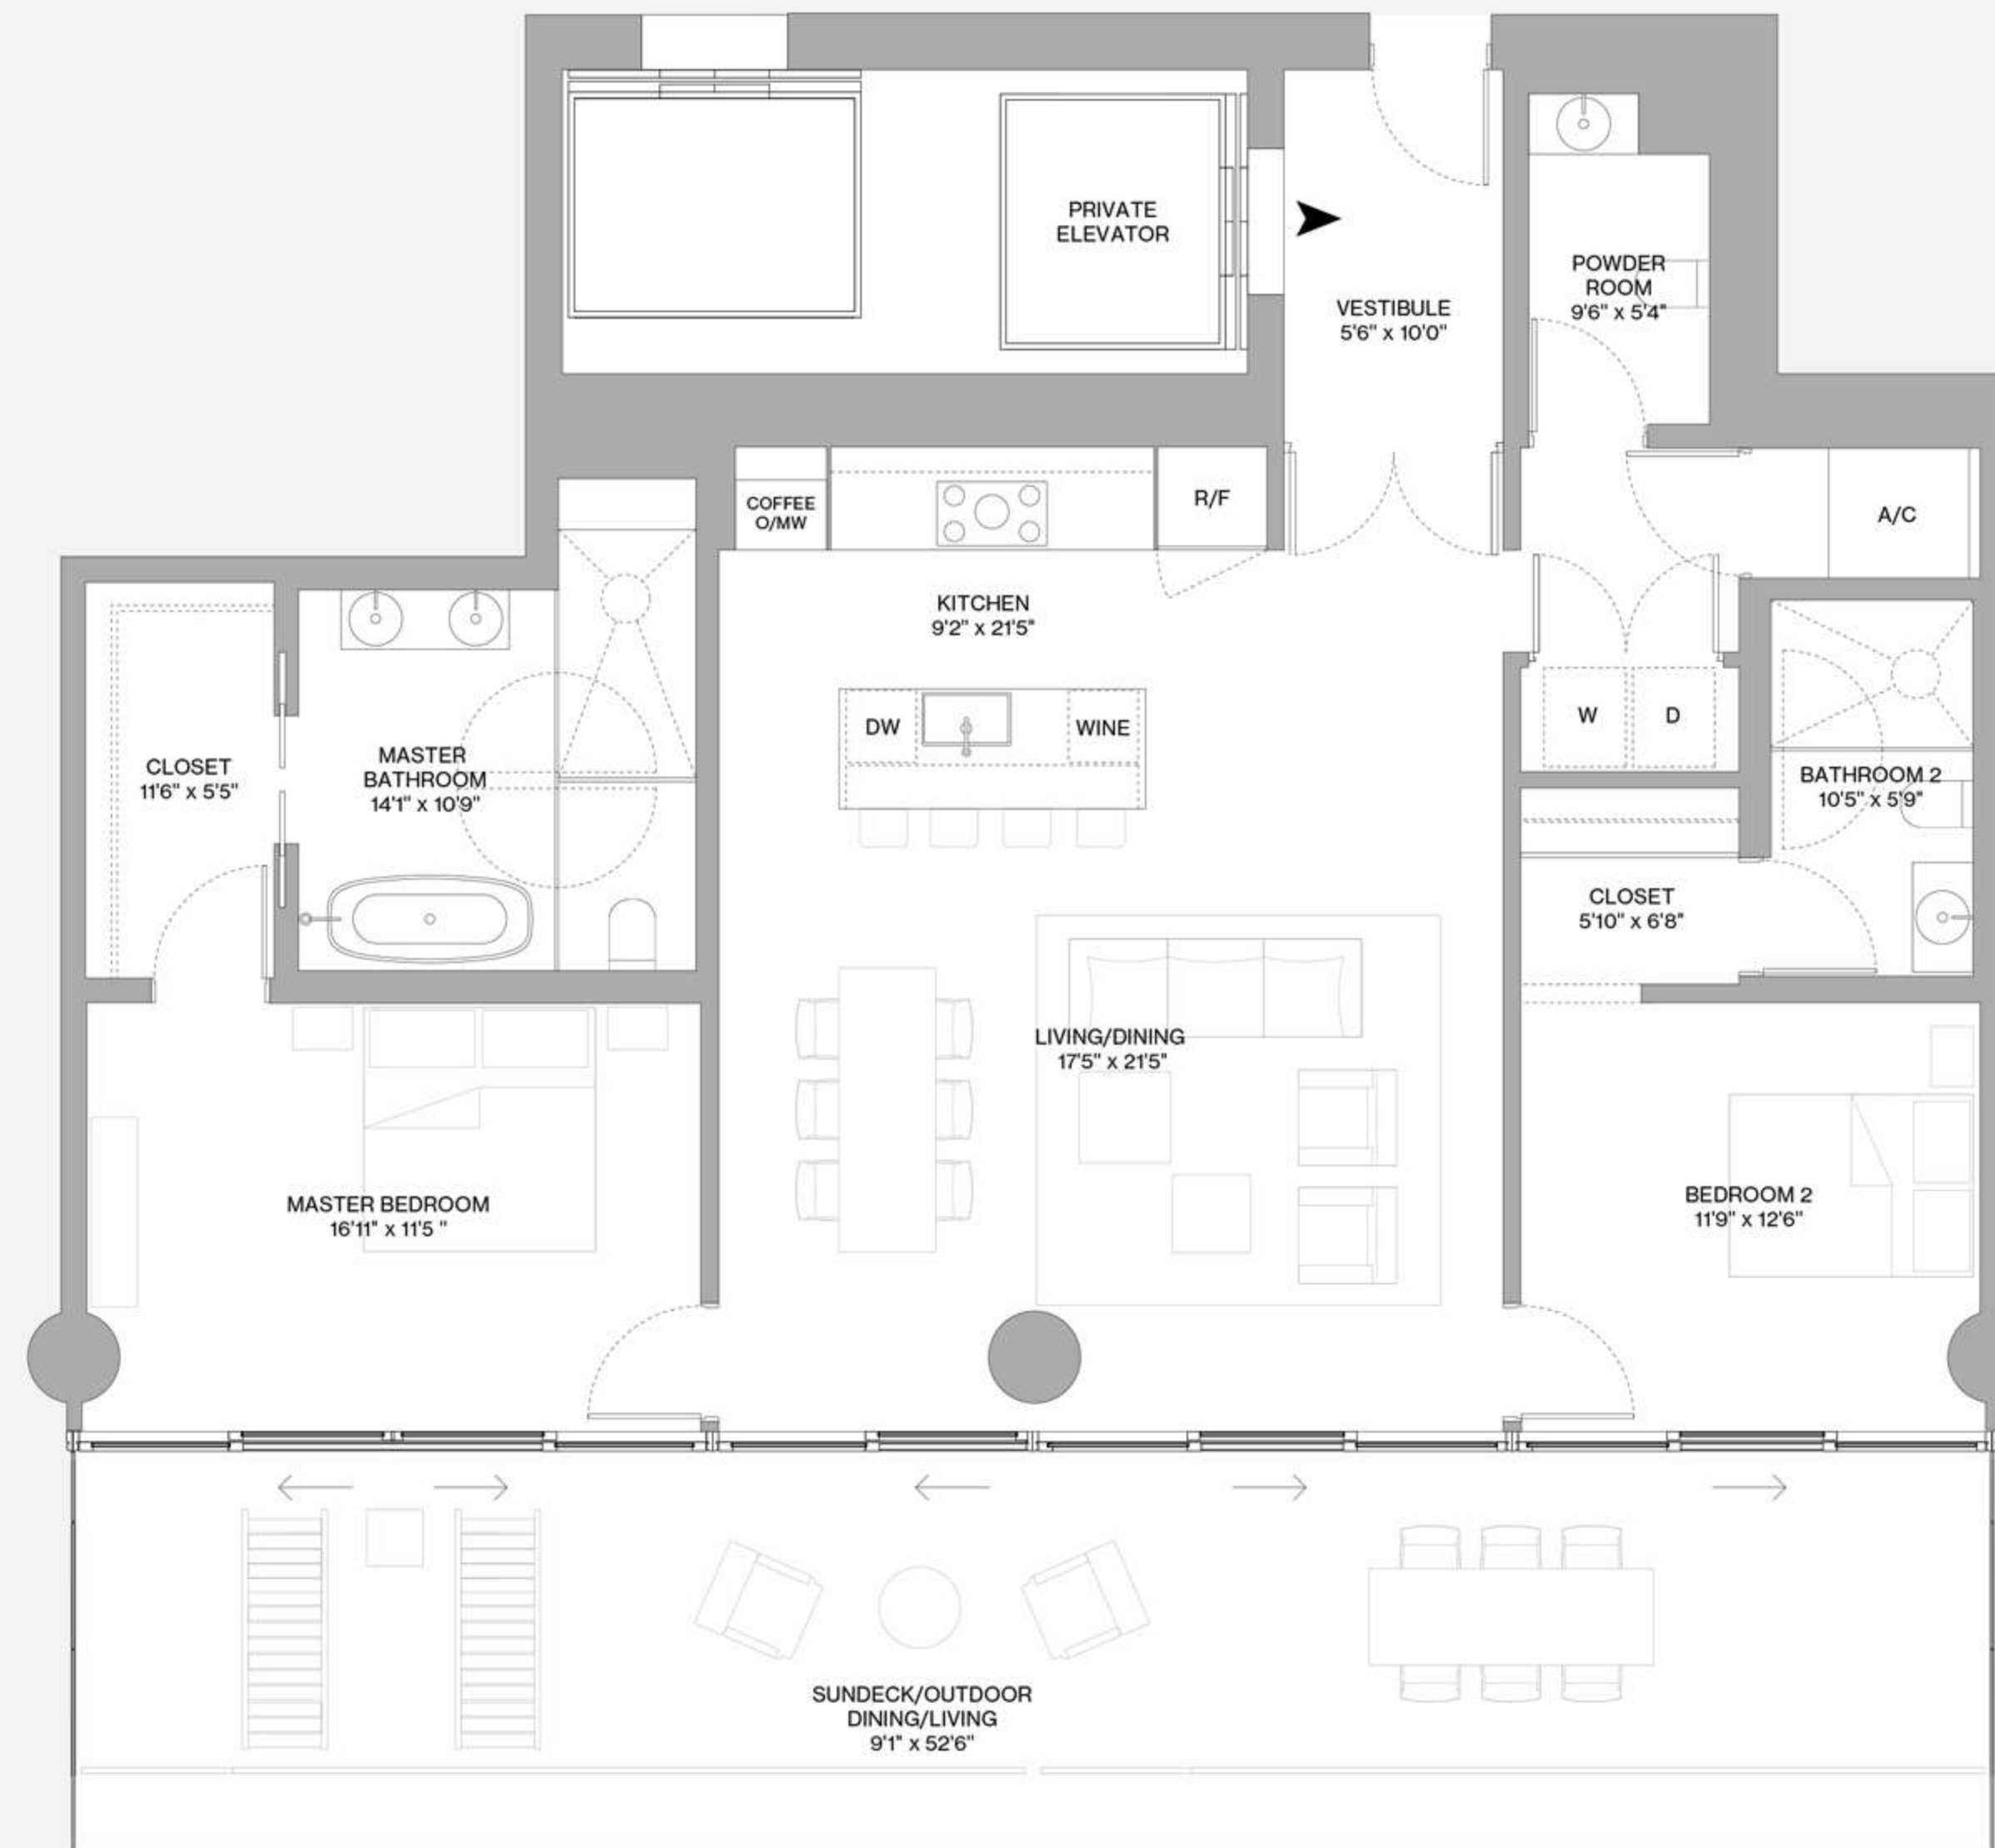 PRIVATE
ELEVATOR
VESTIBULE
5'6" x 10'0"
POWDER
ROOM
9'6" x 5'4"
COFFEE
O/MW
R/F
A/C
KITCHEN
9'2" x 21'5"
DW
WINE
W
D
CLOSET
11'6" x 5'5"
MASTER
BATHROOM
14'1" x 10'9"
BATHROOM 2
10'5" x 5'9"
CLOSET
5'10" x 6'8"
LIVING/DINING
17'5" x 21'5"
MASTER BEDROOM
16'11" x 11'5 "
BEDROOM 2
11'9" x 12'6"
SUNDECK/OUTDOOR
DINING/LIVING
9'1" x 52'6"